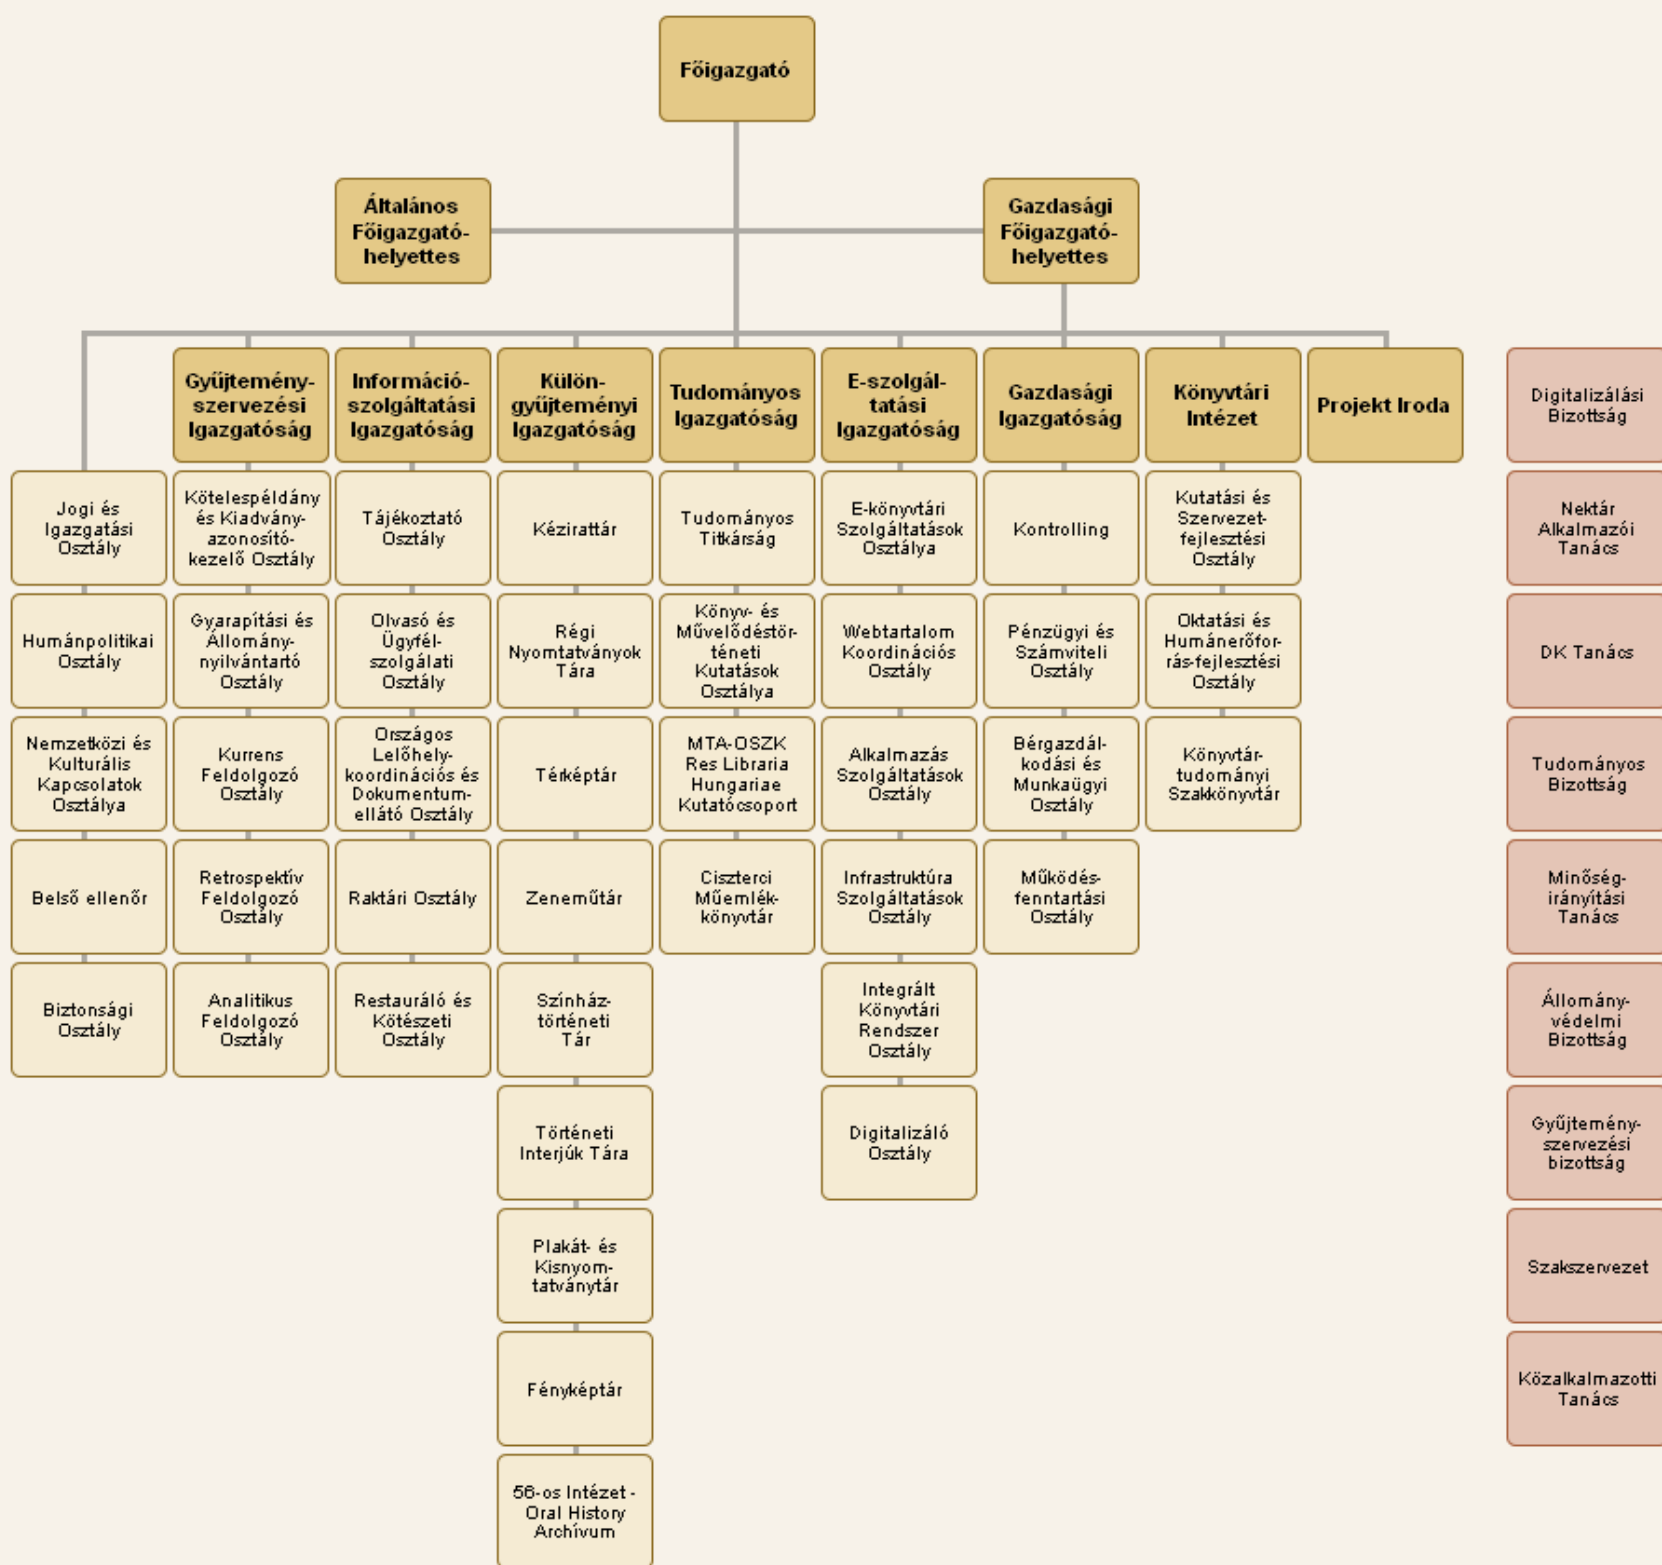 Főigazgató
Általános
Főigazgató-
helyettes
Gazdasági
Főigazgató-
helyettes
Gyűjtemény-
szervezési
Igazgatóság
Információ-
szolgáltatási
Igazgatóság
Külön-
gyűjteményi
Igazgatóság
Tudományos
Igazgatóság
E-szolgál-
tatási
Igazgatóság
Gazdasági
Igazgatóság
Könyvtári
Intézet
Projekt Iroda
Digitalizálási
Bizottság
Jogi és
Igazgatási
Osztály
Kötelespéldány
és Kiadvány-
azonosító-
kezelő Osztály
Tájékoztató
Osztály
Kézirattár
Tudományos
Titkárság
E-könyvtári
Szolgáltatások
Osztálya
Kontrolling
Kutatási és
Szervezet-
fejlesztési
Osztály
Nektár
Alkalmazói
Tanács
Humánpolitikai
Osztály
Gyarapítási és
Állomány-
nyilvántartó
Osztály
Olvasó és
Ügyfél-
szolgálati
Osztály
Régi
Nyomtatványok
Tára
Könyv- és
Művelődéstör-
téneti
Kutatások
Osztálya
Webtartalom
Koordinációs
Osztály
Pénzügyi és
Számviteli
Osztály
Oktatási és
Humánerőfor-
rás-fejlesztési
Osztály
DK Tanács
Nemzetközi és
Kulturális
Kapcsolatok
Osztálya
Kurrens
Feldolgozó
Osztály
Országos
Lelőhely-
koordinációs és
Dokumentum-
ellátó Osztály
Térképtár
MTA-OSZK
Res Libraria
Hungariae
Kutatócsoport
Alkalmazás
Szolgáltatások
Osztály
Bérgazdál-
kodási és
Munkaügyi
Osztály
Könyvtár-
tudományi
Szakkönyvtár
Tudományos
Bizottság
Belső ellenőr
Retrospektív
Feldolgozó
Osztály
Raktári Osztály
Zeneműtár
Ciszterci
Műemlék-
könyvtár
Infrastruktúra
Szolgáltatások
Osztály
Működés-
fenntartási
Osztály
Minőség-
irányítási
Tanács
Biztonsági
Osztály
Analitikus
Feldolgozó
Osztály
Restauráló és
Kötészeti
Osztály
Színház-
történeti
Tár
Integrált
Könyvtári
Rendszer
Osztály
Állomány-
védelmi
Bizottság
Történeti
Interjúk Tára
Digitalizáló
Osztály
Gyűjtemény-
szervezési
bizottság
Plakát- és
Kisnyom-
tatványtár
Szakszervezet
Fényképtár
Közalkalmazotti
Tanács
56-os Intézet -
Oral History
Archívum